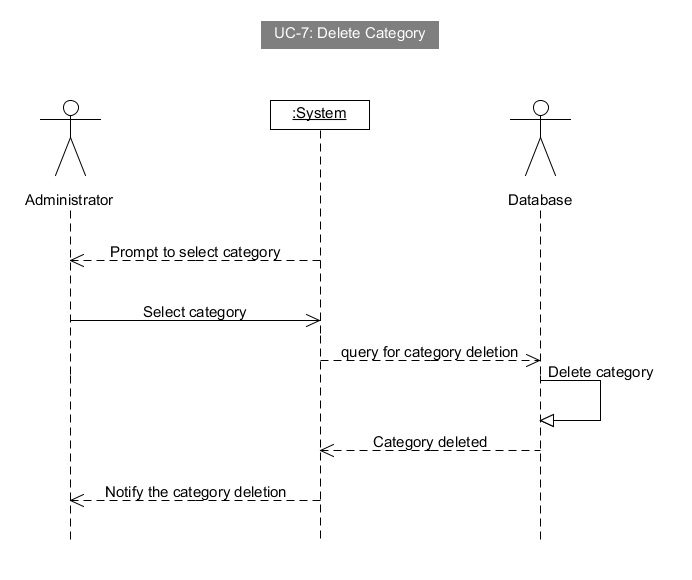 UC-7: Delete Category
:System
Administrator
Database
Prompt to select category
Select category
query for category deletion
Delete category
Category deleted
Notify the category deletion